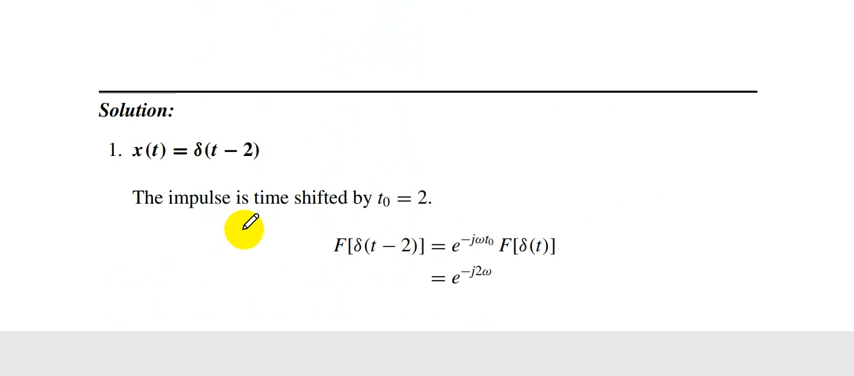 Solution:
1. x(t) = δ(t − 2)
The impulse is time shifted by t₀ = 2.
F[δ(t − 2)] = e^{−jωt₀} F[δ(t)]
= e^{−j2ω}